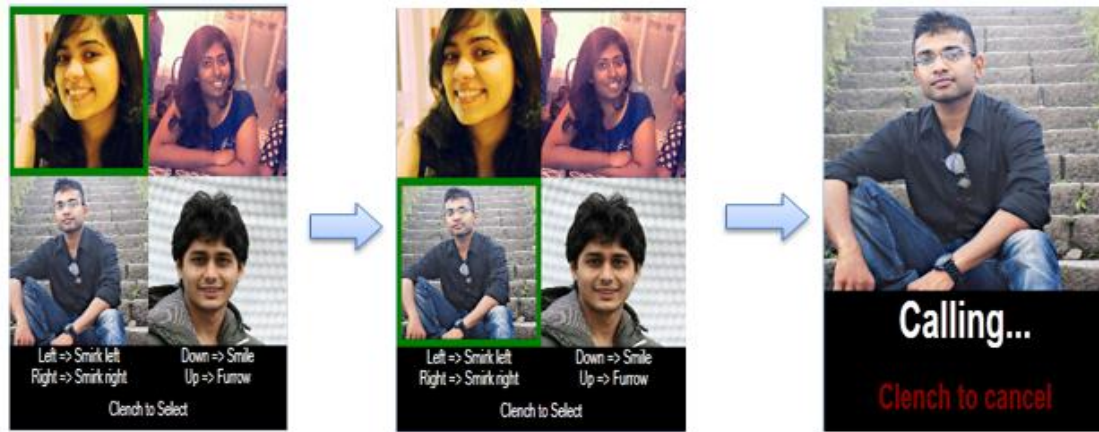 Left => Smirk left Down => Smile
Right => Smirk right Up => Furrow
Clench to Select
Left => Smirk left Down => Smile
Right => Smirk right Up => Furrow
Clench to Select
Calling...
Clench to cancel